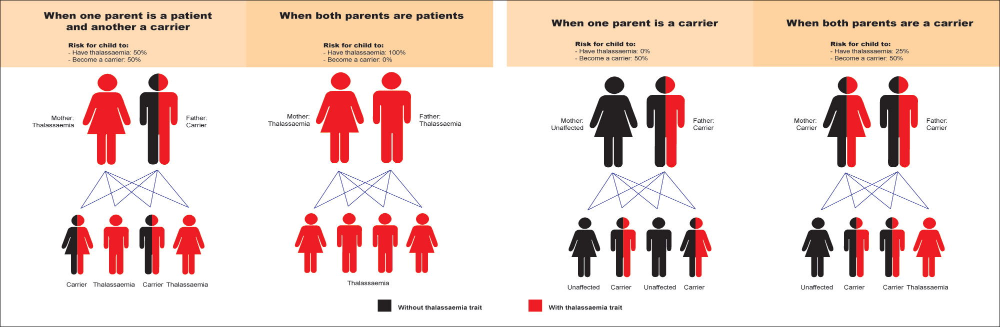 When one parent is a patient
and another a carrier
Risk for child to:
- Have thalassaemia: 50%
- Become a carrier: 50%
Mother:
Thalassaemia
Father:
Carrier
Carrier
Thalassaemia
Carrier
Thalassaemia
When both parents are patients
Risk for child to:
- Have thalassaemia: 100%
- Become a carrier: 0%
Mother:
Thalassaemia
Father:
Thalassaemia
Thalassaemia
When one parent is a carrier
Risk for child to:
- Have thalassaemia: 0%
- Become a carrier: 50%
Mother:
Unaffected
Father:
Carrier
Unaffected
Carrier
Unaffected
Carrier
When both parents are a carrier
Risk for child to:
- Have thalassaemia: 25%
- Become a carrier: 50%
Mother:
Carrier
Father:
Carrier
Unaffected
Carrier
Carrier
Thalassaemia
Without thalassaemia trait
With thalassaemia trait